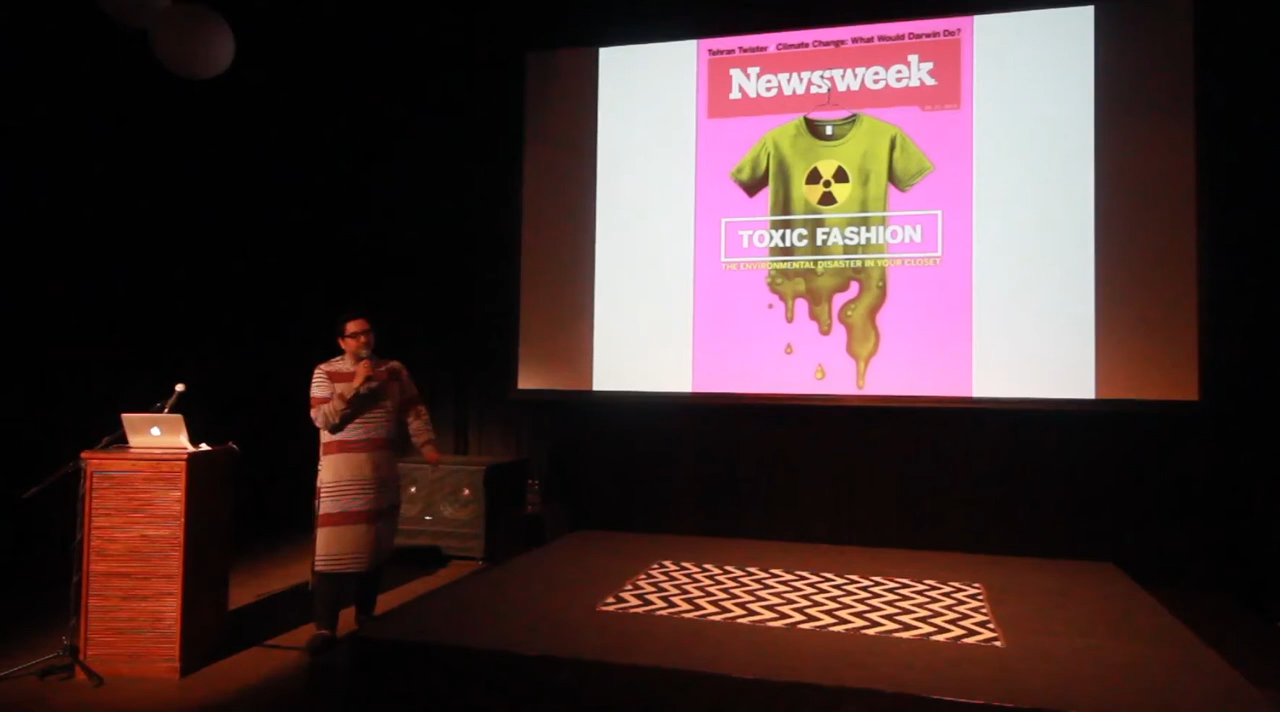 Tehran Twister Climate Change: What Would Darwin Do?
Newsweek
TOXIC FASHION
THE ENVIRONMENTAL DISASTER IN YOUR CLOSET